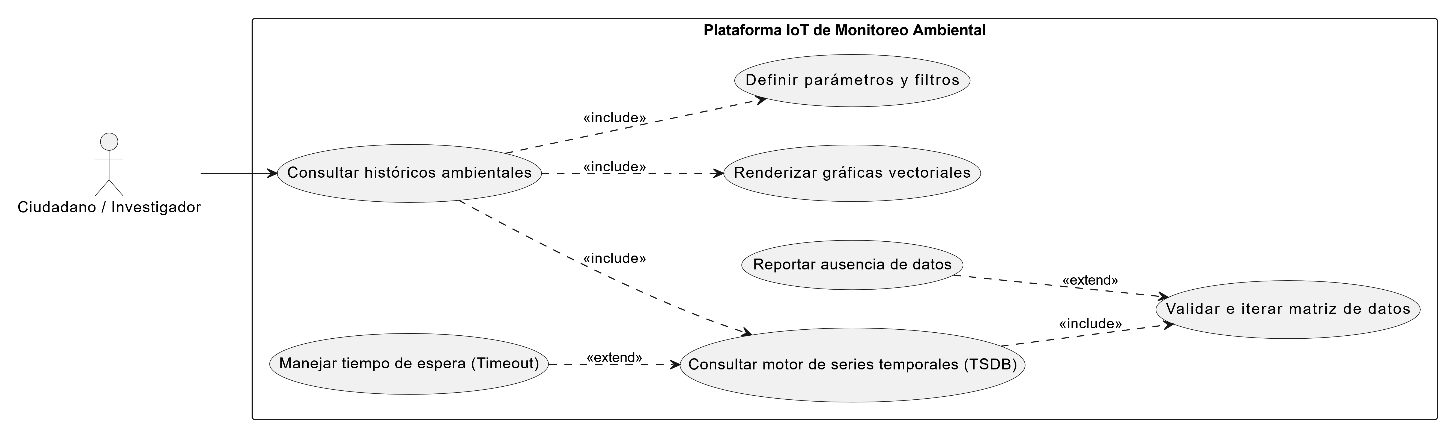 Plataforma IoT de Monitoreo Ambiental
Definir parámetros y filtros
«include»
Consultar históricos ambientales
«include»
Renderizar gráficas vectoriales
Ciudadano / Investigador
«include»
Reportar ausencia de datos
«extend»
Validar e iterar matriz de datos
«include»
Manejar tiempo de espera (Timeout)
«extend»
Consultar motor de series temporales (TSDB)